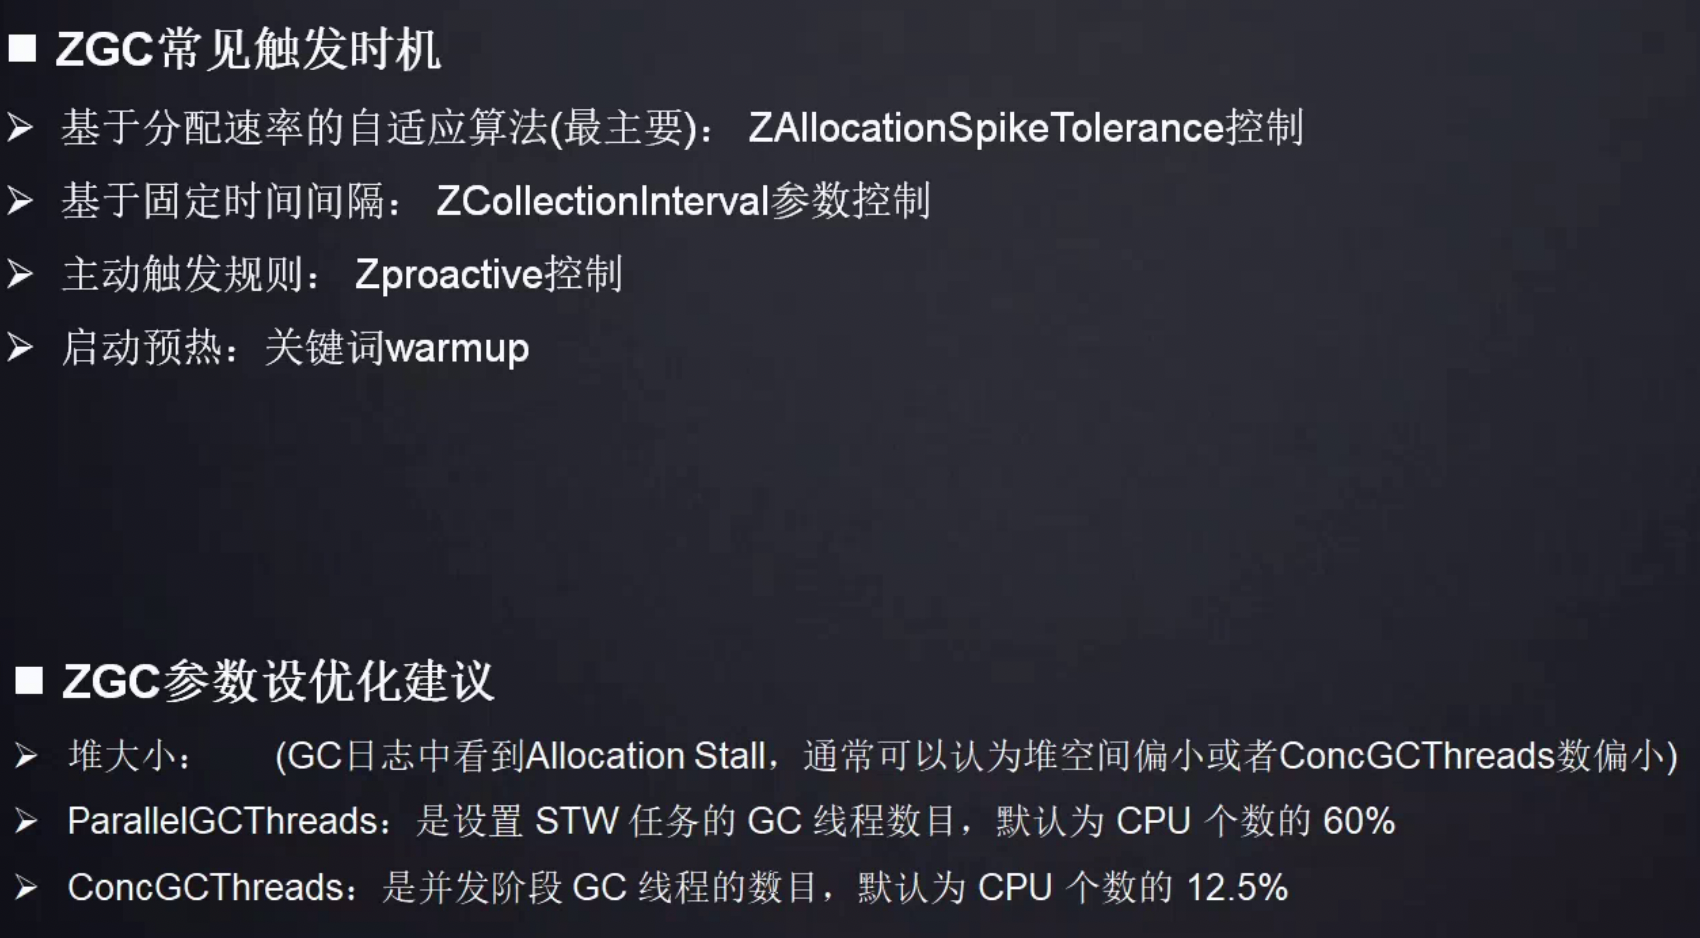 ZGC常见触发时机
基于分配速率的自适应算法(最主要)： ZAllocationSpikeTolerance控制
基于固定时间间隔： ZCollectionInterval参数控制
主动触发规则： Zproactive控制
启动预热：关键词warmup
ZGC参数设优化建议
堆大小： (GC日志中看到Allocation Stall，通常可以认为堆空间偏小或者ConcGCThreads数偏小)
ParallelGCThreads：是设置 STW 任务的 GC 线程数目，默认为 CPU 个数的 60%
ConcGCThreads：是并发阶段 GC 线程的数目，默认为 CPU 个数的 12.5%